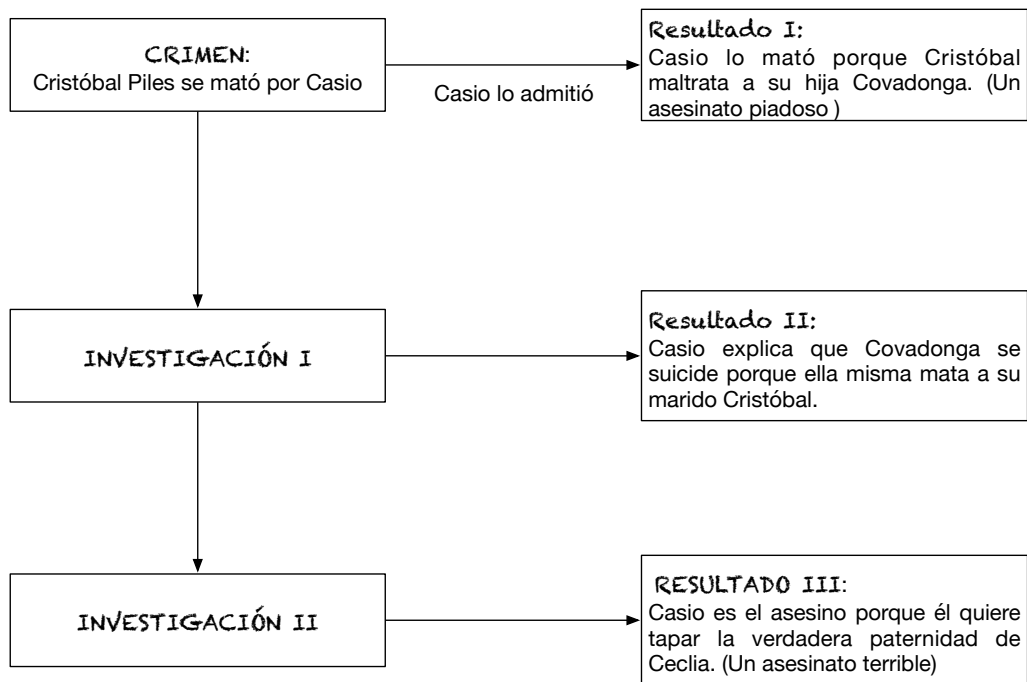 CRIMEN:
Cristóbal Piles se mató por Casio
Casio lo admitió
Resultado I:
Casio lo mató porque Cristóbal
maltrata a su hija Covadonga. (Un
asesinato piadoso )
INVESTIGACIÓN I
Resultado II:
Casio explica que Covadonga se
suicide porque ella misma mata a su
marido Cristóbal.
INVESTIGACIÓN II
RESULTADO III:
Casio es el asesino porque él quiere
tapar la verdadera paternidad de
Ceclia. (Un asesinato terrible)